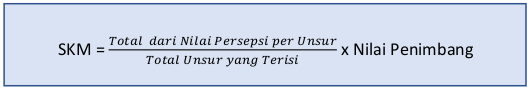 SKM = Total dari Nilai Persepsi per Unsur / Total Unsur yang Terisi x Nilai Penimbang